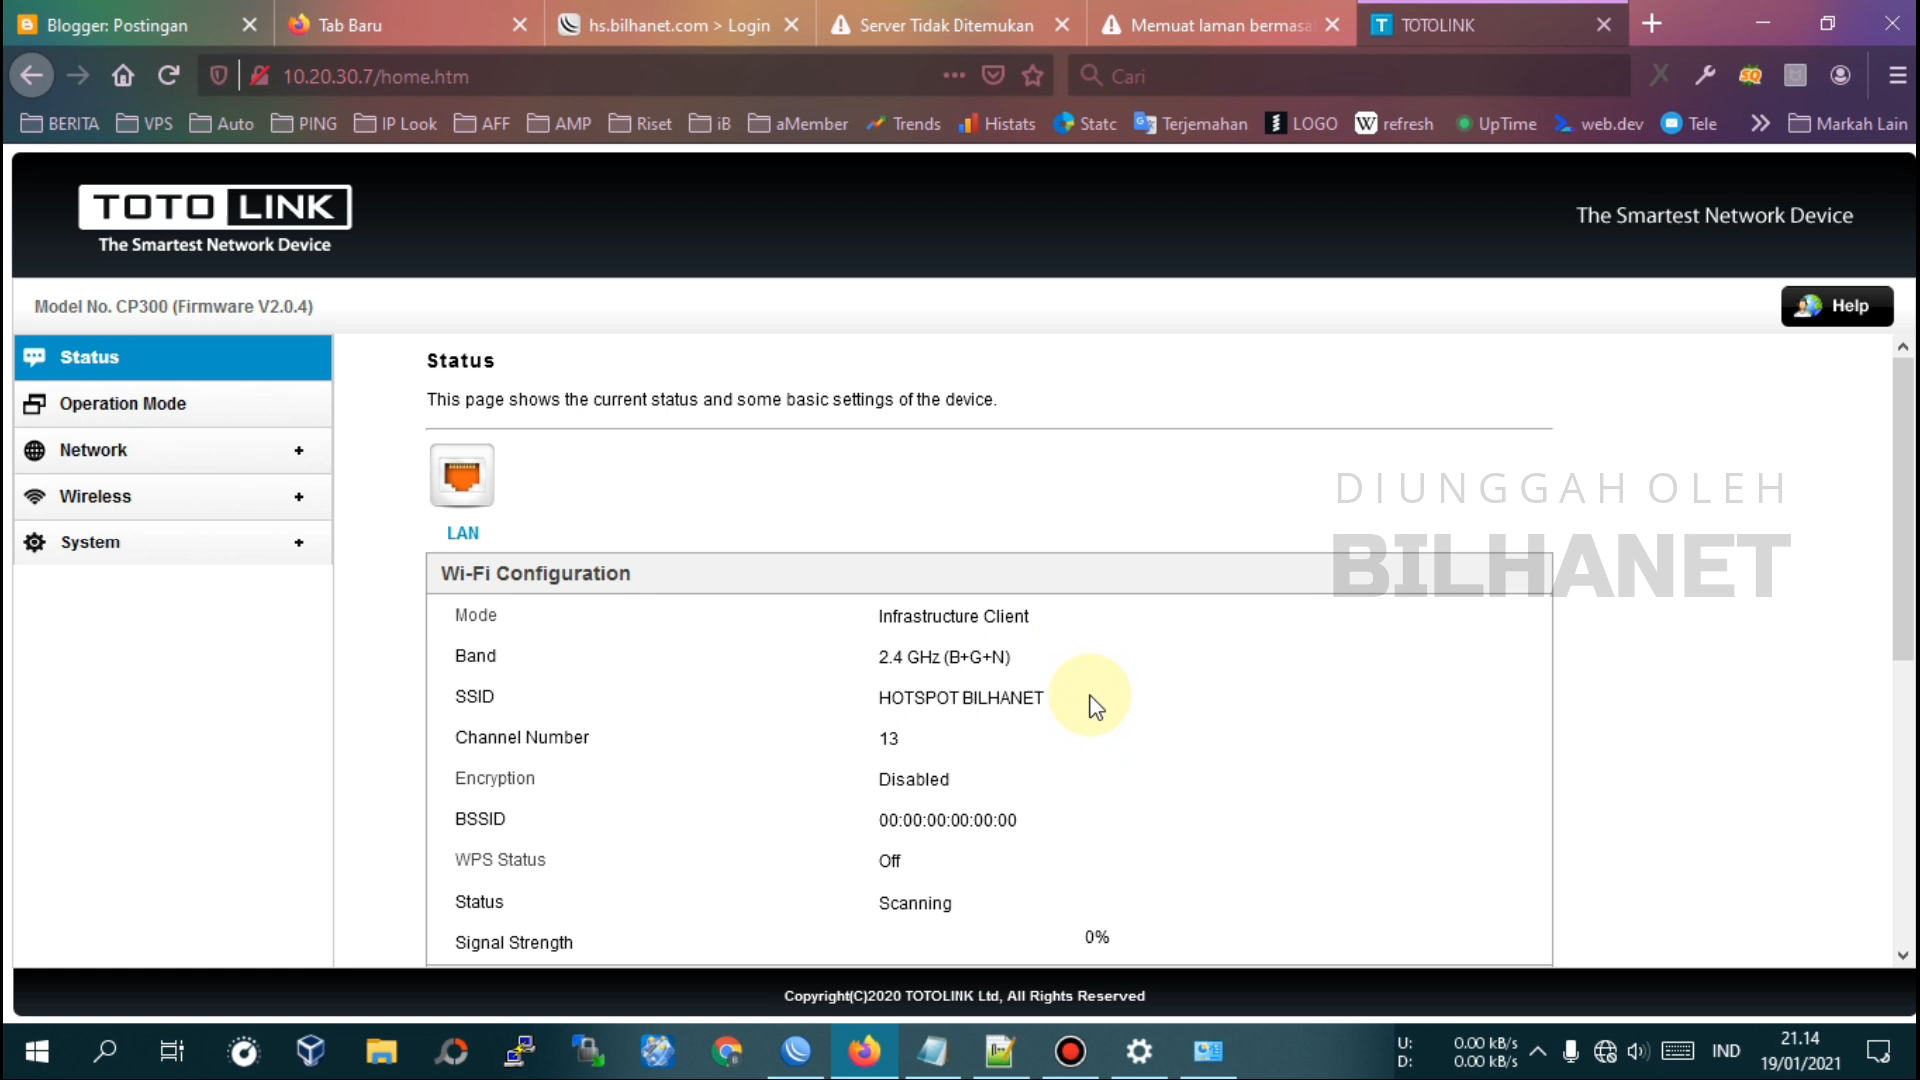 Blogger: Postingan
Tab Baru
hs.bilhanet.com > Login
Server Tidak Ditemukan
Memuat laman bermasa
TOTOLINK
10.20.30.7/home.htm
Cari
BERITA
VPS
Auto
PING
IP Look
AFF
AMP
Riset
iB
aMember
Trends
Histats
Statc
Terjemahan
LOGO
refresh
UpTime
web.dev
Tele
Markah Lain
TOTO LINK
The Smartest Network Device
The Smartest Network Device
Model No. CP300 (Firmware V2.0.4)
Help
Status
Operation Mode
Network +
Wireless +
System +
Status
This page shows the current status and some basic settings of the device.
LAN
DIUNGGAH OLEH
BILHANET
Wi-Fi Configuration
Mode Infrastructure Client
Band 2.4 GHz (B+G+N)
SSID HOTSPOT BILHANET
Channel Number 13
Encryption Disabled
BSSID 00:00:00:00:00:00
WPS Status Off
Status Scanning
Signal Strength 0%
Copyright(C)2020 TOTOLINK Ltd, All Rights Reserved
U: 0.00 kB/s
D: 0.00 kB/s
IND
21.14
19/01/2021